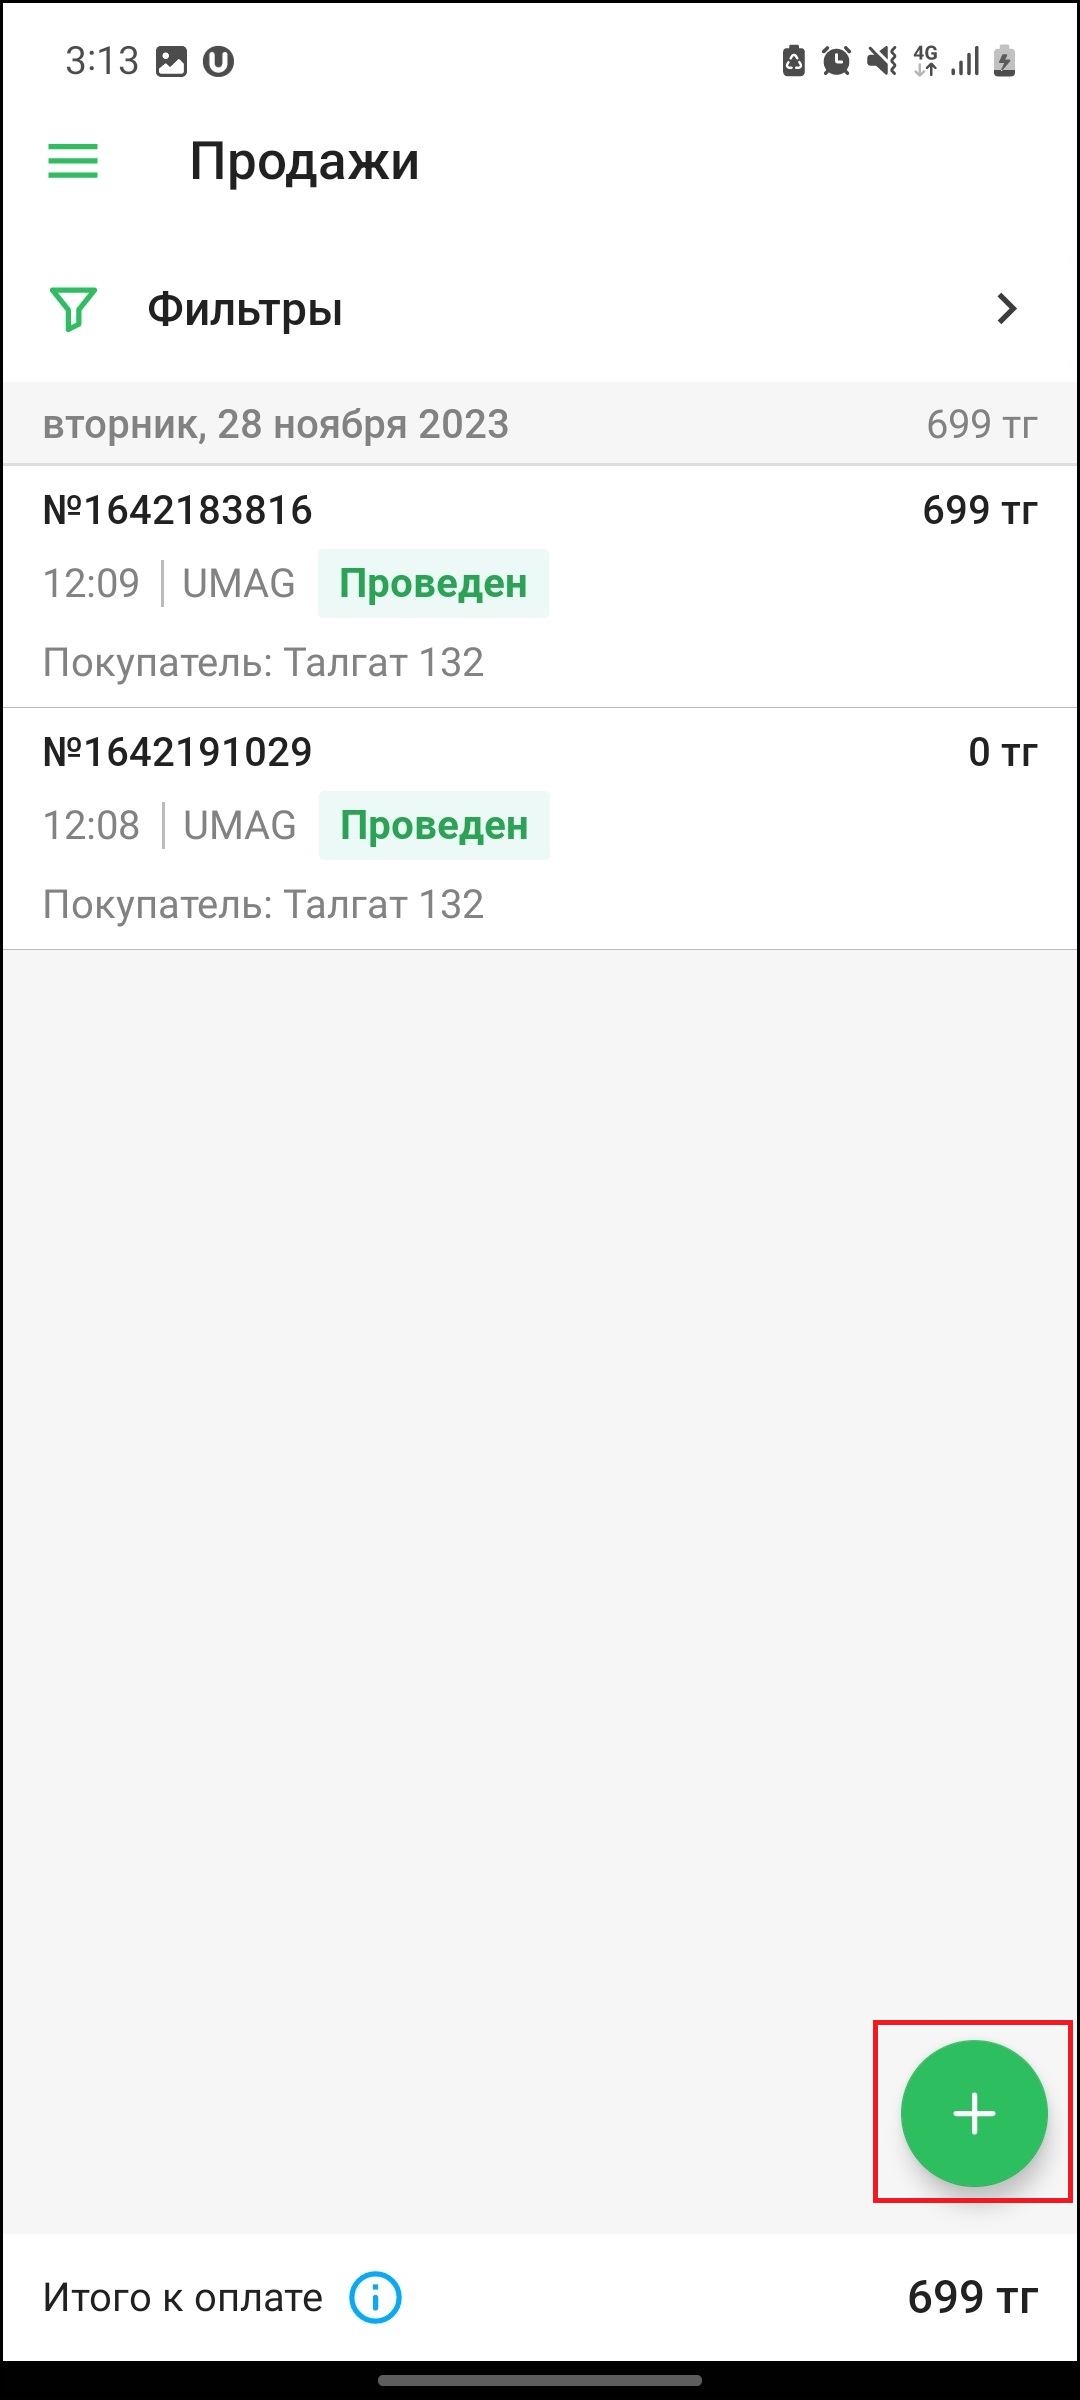 3:13 4G
Продажи
Фильтры
вторник, 28 ноября 2023 699 тг
№1642183816 699 тг
12:09 UMAG Проведен
Покупатель: Талгат 132
№1642191029 0 тг
12:08 UMAG Проведен
Покупатель: Талгат 132
Итого к оплате 699 тг